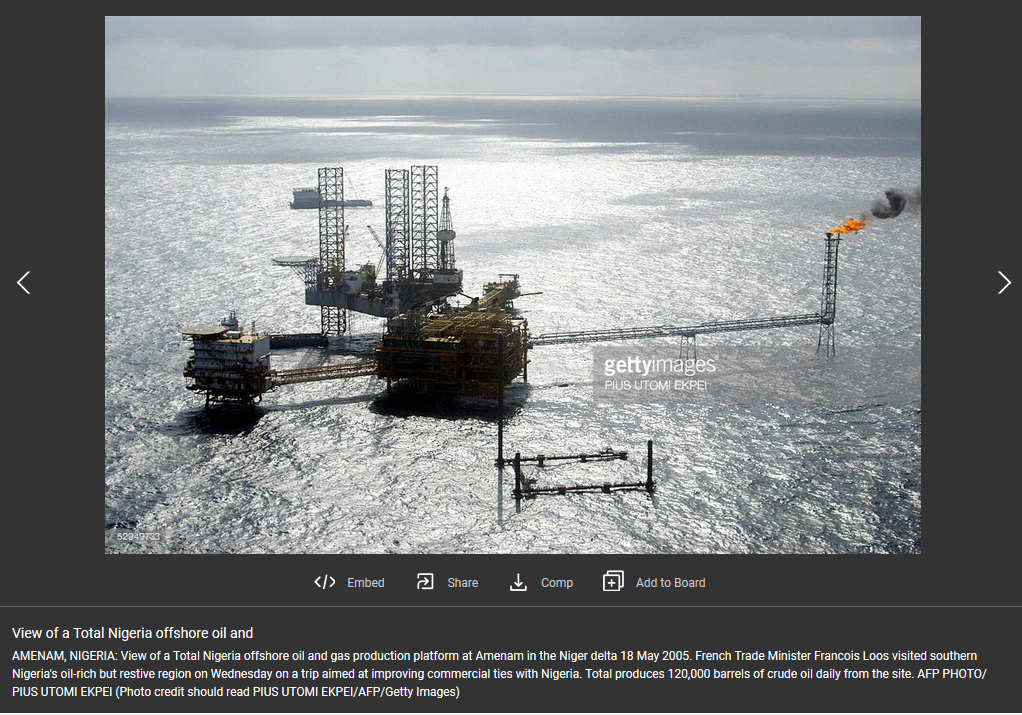 gettyimages
PIUS UTOMI EKPEI
52949733
Embed
Share
Comp
Add to Board
View of a Total Nigeria offshore oil and
AMENAM, NIGERIA: View of a Total Nigeria offshore oil and gas production platform at Amenam in the Niger delta 18 May 2005. French Trade Minister Francois Loos visited southern
Nigeria's oil-rich but restive region on Wednesday on a trip aimed at improving commercial ties with Nigeria. Total produces 120,000 barrels of crude oil daily from the site. AFP PHOTO/
PIUS UTOMI EKPEI (Photo credit should read PIUS UTOMI EKPEI/AFP/Getty Images)